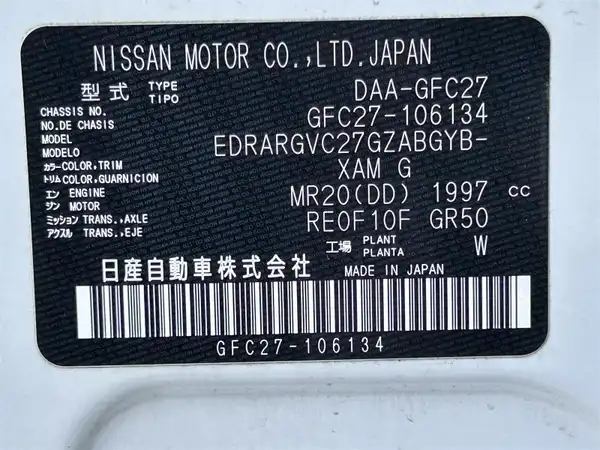 NISSAN MOTOR CO.,LTD.JAPAN
型式 TYPE TIPO DAA-GFC27
CHASSIS NO. NO.DE CHASIS GFC27-106134
MODEL MODELO EDRARGVC27GZABGYB-
カラー COLOR,TRIM トリム COLOR,GUARNICION XAM G
エンジン ENGINE MOTOR MR20(DD) 1997 cc
ミッション TRANS.,AXLE アクスル TRANS.,EJE RE0F10F GR50
工場 PLANT PLANTA W
日産自動車株式会社 MADE IN JAPAN
GFC27-106134